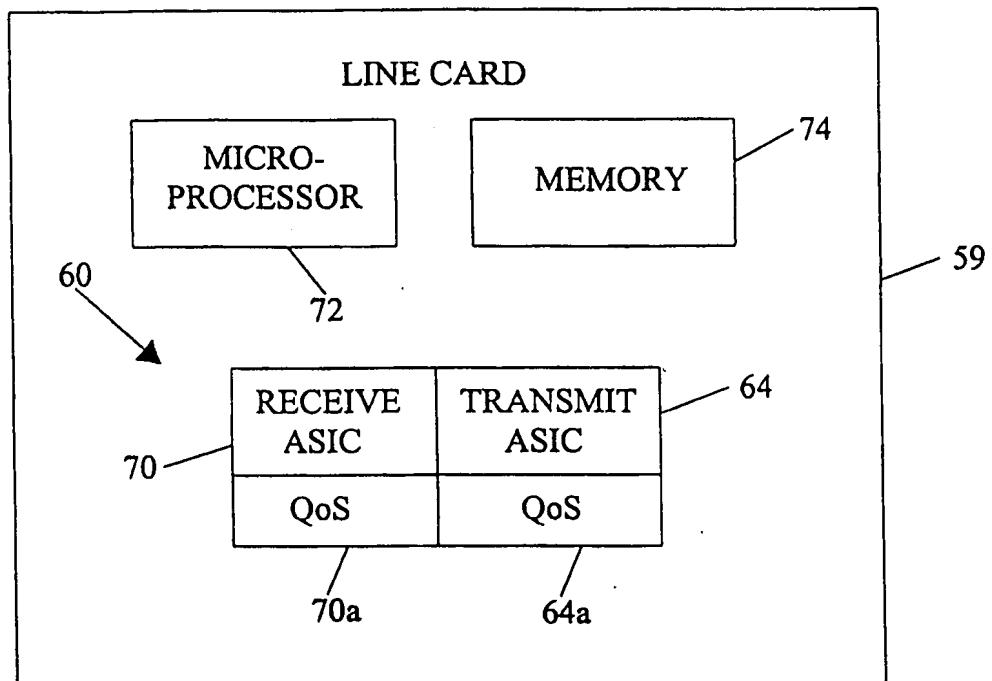 LINE CARD
MICRO-
PROCESSOR
MEMORY
74
59
60
72
RECEIVE
ASIC
TRANSMIT
ASIC
64
70
QoS
QoS
70a
64a